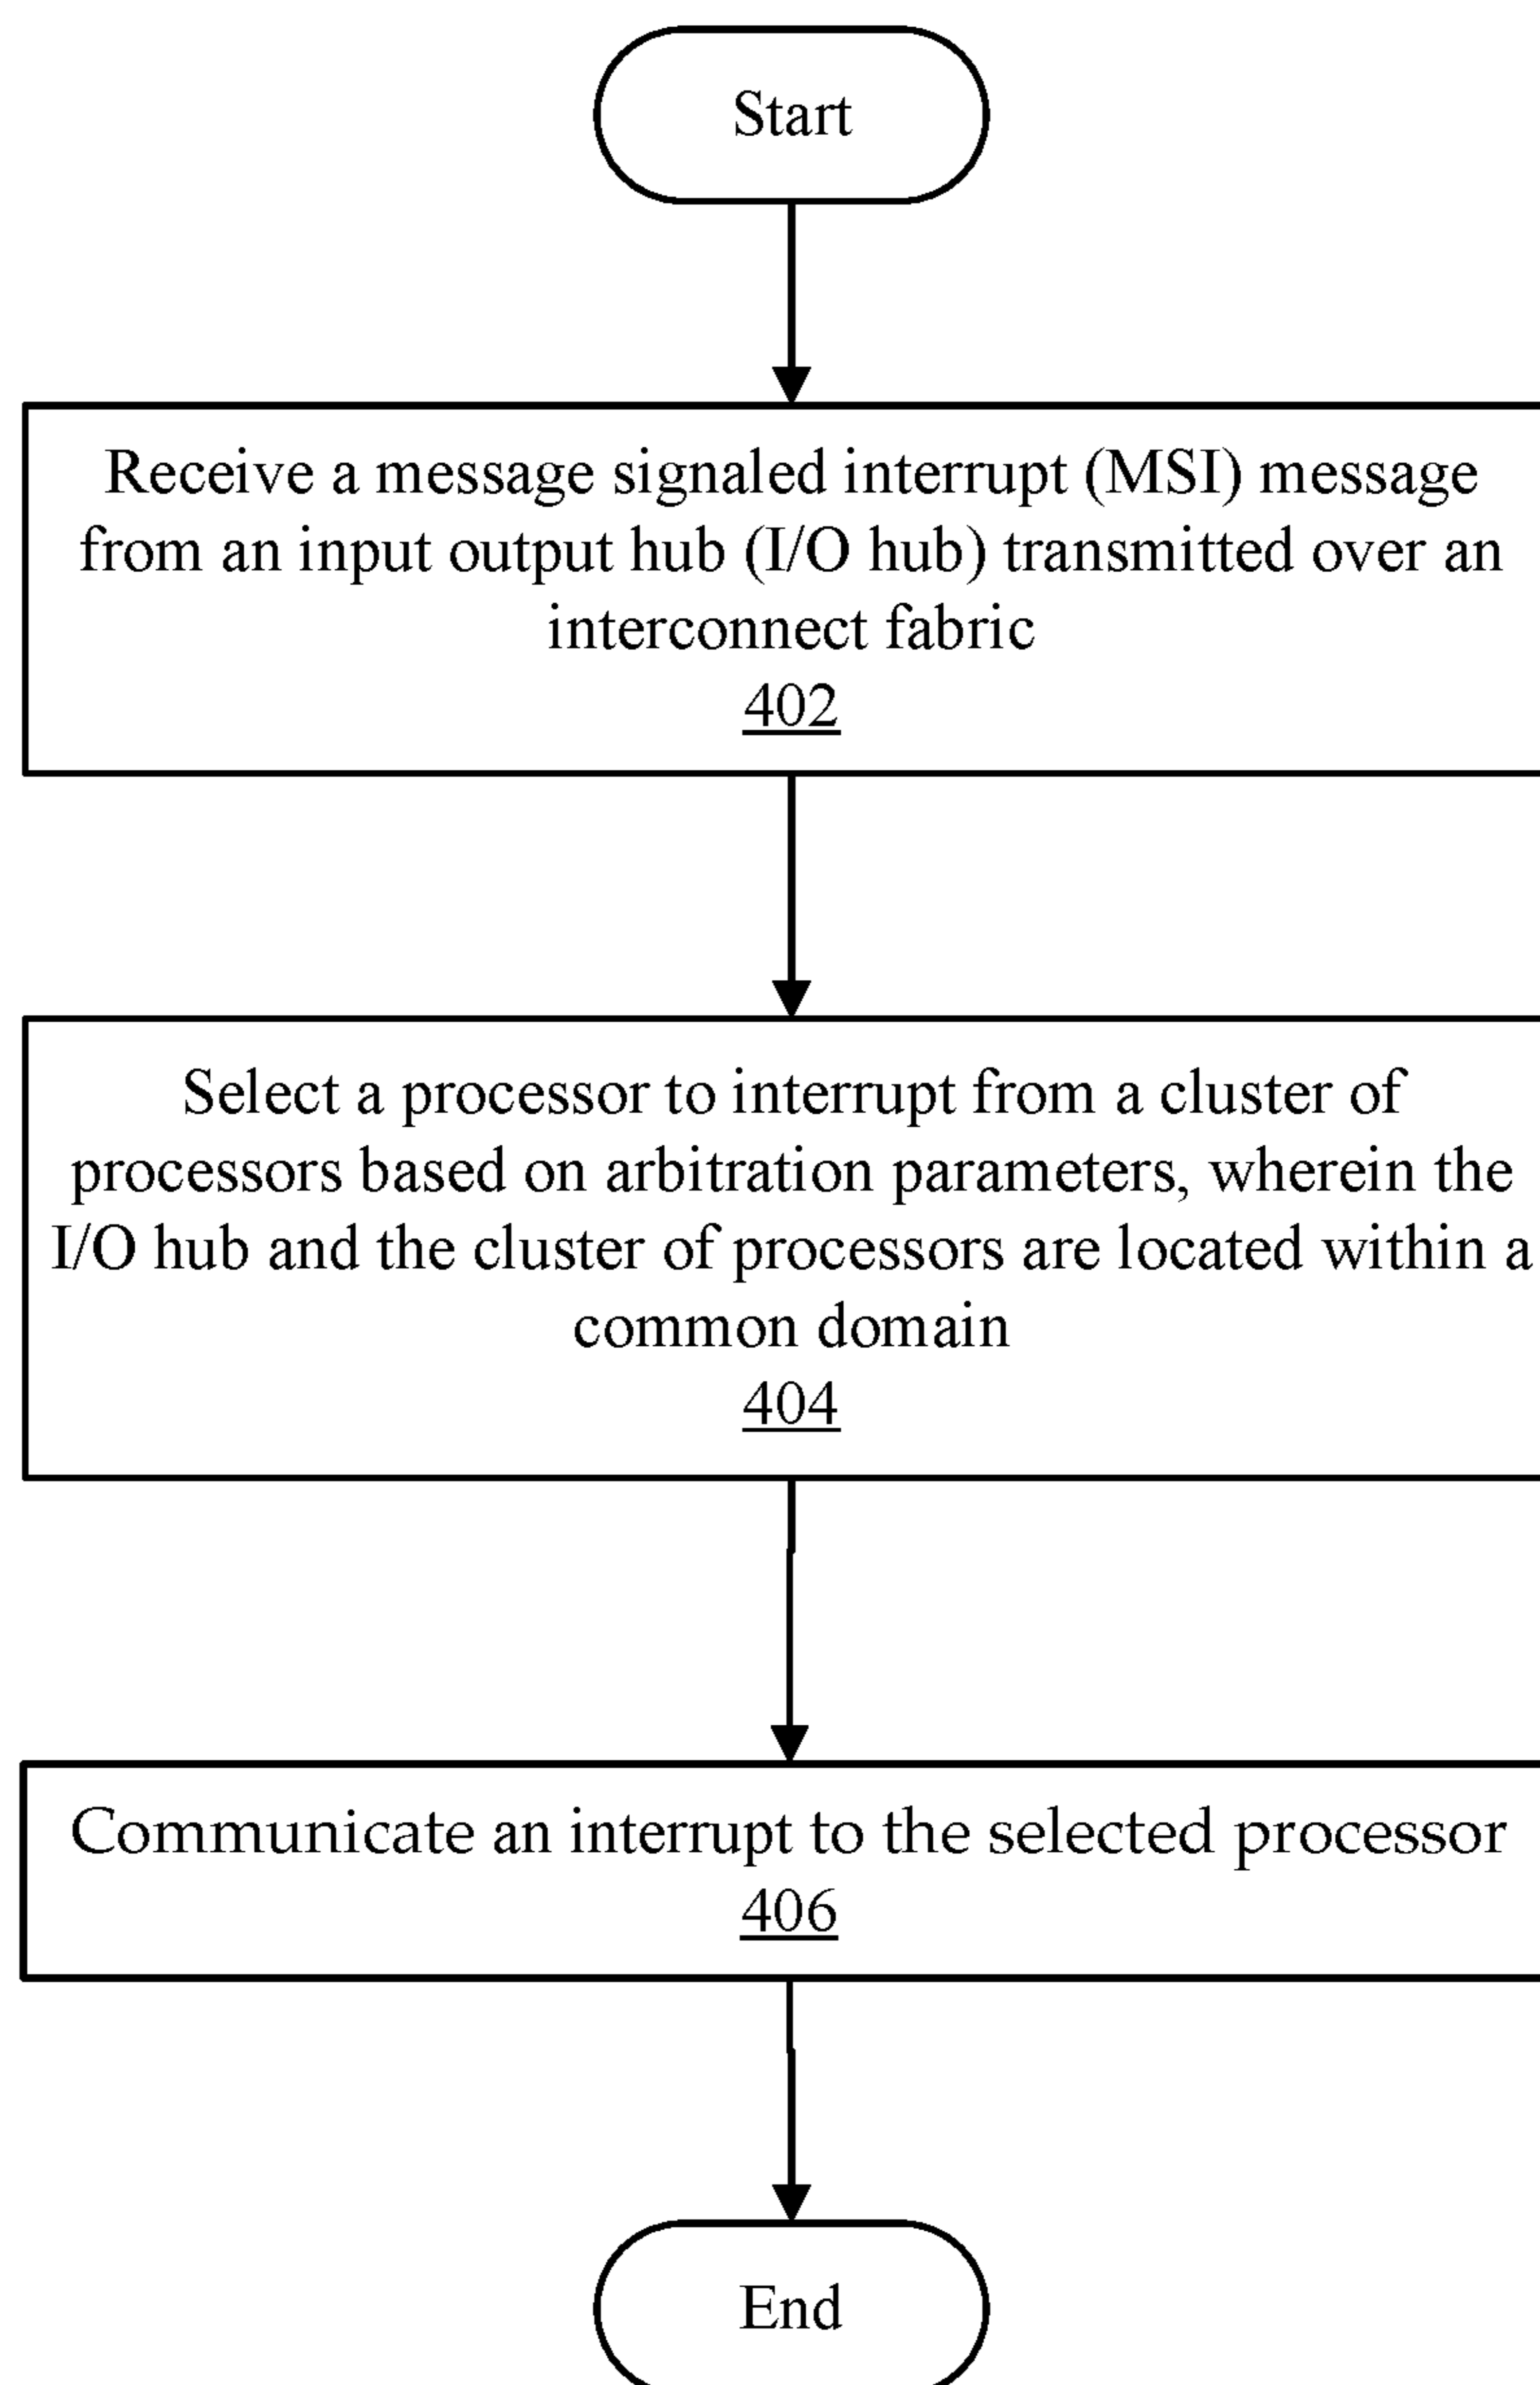 Start
Receive a message signaled interrupt (MSI) message
from an input output hub (I/O hub) transmitted over an
interconnect fabric
402
Select a processor to interrupt from a cluster of
processors based on arbitration parameters, wherein the
I/O hub and the cluster of processors are located within a
common domain
404
Communicate an interrupt to the selected processor
406
End